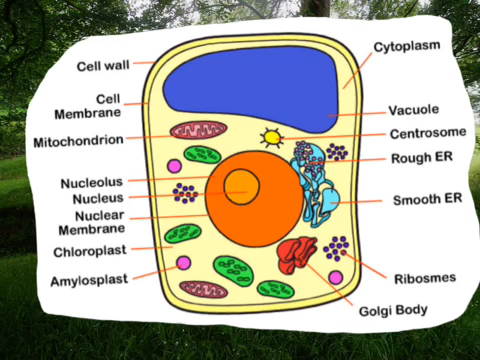 Cell wall
Cell
Membrane
Mitochondrion
Nucleolus
Nucleus
Nuclear
Membrane
Chloroplast
Amylosplast
Cytoplasm
Vacuole
Centrosome
Rough ER
Smooth ER
Ribosmes
Golgi Body